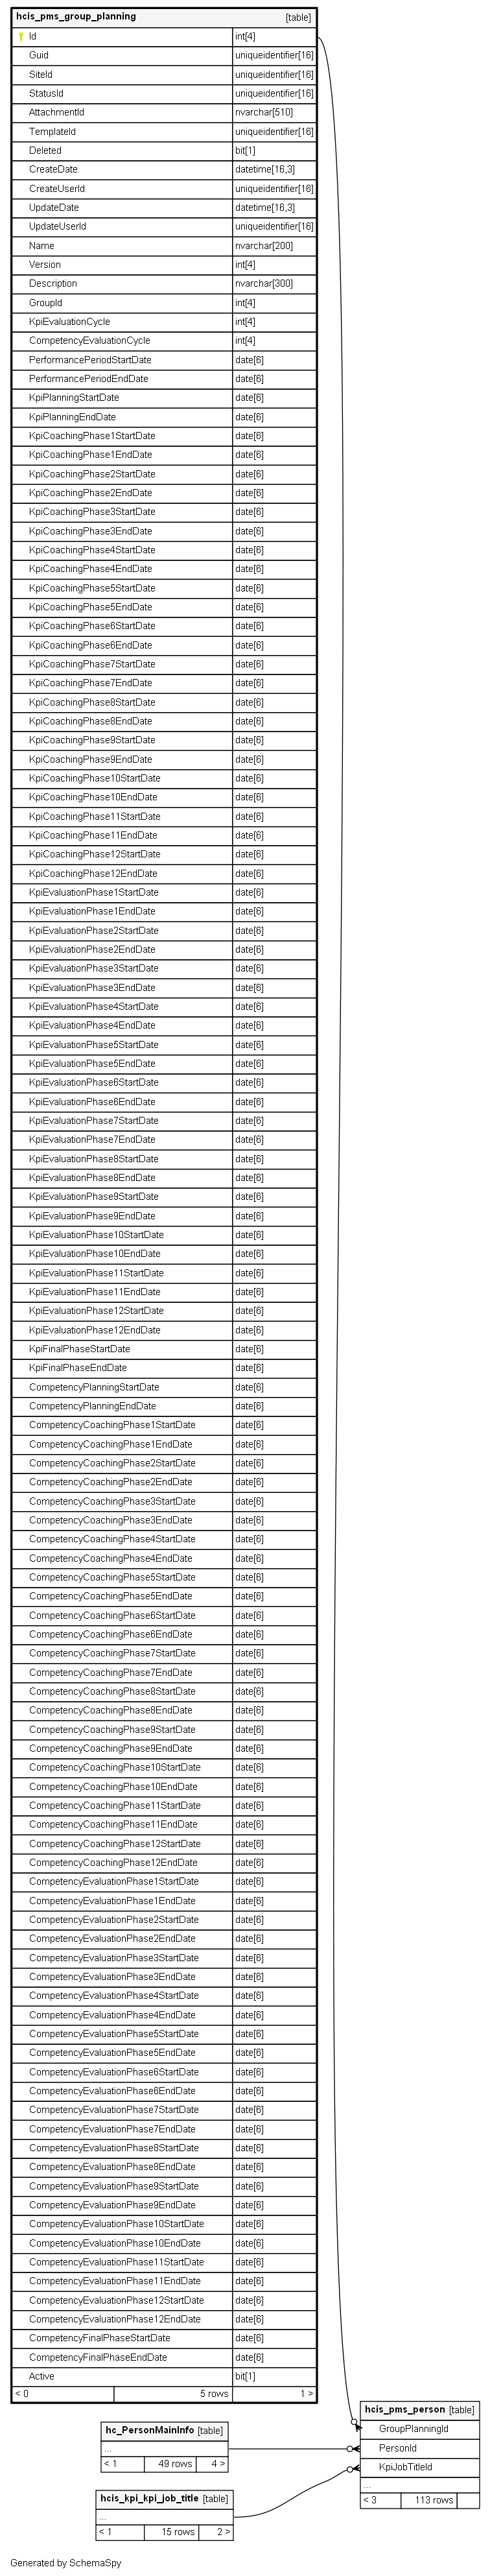 hcis_pms_group_planning [table]
Id int[4]
Guid uniqueidentifier[16]
SiteId uniqueidentifier[16]
StatusId uniqueidentifier[16]
AttachmentId nvarchar[510]
TemplateId uniqueidentifier[16]
Deleted bit[1]
CreateDate datetime[16,3]
CreateUserId uniqueidentifier[16]
UpdateDate datetime[16,3]
UpdateUserId uniqueidentifier[16]
Name nvarchar[200]
Version int[4]
Description nvarchar[300]
GroupId int[4]
KpiEvaluationCycle int[4]
CompetencyEvaluationCycle int[4]
PerformancePeriodStartDate date[6]
PerformancePeriodEndDate date[6]
KpiPlanningStartDate date[6]
KpiPlanningEndDate date[6]
KpiCoachingPhase1StartDate date[6]
KpiCoachingPhase1EndDate date[6]
KpiCoachingPhase2StartDate date[6]
KpiCoachingPhase2EndDate date[6]
KpiCoachingPhase3StartDate date[6]
KpiCoachingPhase3EndDate date[6]
KpiCoachingPhase4StartDate date[6]
KpiCoachingPhase4EndDate date[6]
KpiCoachingPhase5StartDate date[6]
KpiCoachingPhase5EndDate date[6]
KpiCoachingPhase6StartDate date[6]
KpiCoachingPhase6EndDate date[6]
KpiCoachingPhase7StartDate date[6]
KpiCoachingPhase7EndDate date[6]
KpiCoachingPhase8StartDate date[6]
KpiCoachingPhase8EndDate date[6]
KpiCoachingPhase9StartDate date[6]
KpiCoachingPhase9EndDate date[6]
KpiCoachingPhase10StartDate date[6]
KpiCoachingPhase10EndDate date[6]
KpiCoachingPhase11StartDate date[6]
KpiCoachingPhase11EndDate date[6]
KpiCoachingPhase12StartDate date[6]
KpiCoachingPhase12EndDate date[6]
KpiEvaluationPhase1StartDate date[6]
KpiEvaluationPhase1EndDate date[6]
KpiEvaluationPhase2StartDate date[6]
KpiEvaluationPhase2EndDate date[6]
KpiEvaluationPhase3StartDate date[6]
KpiEvaluationPhase3EndDate date[6]
KpiEvaluationPhase4StartDate date[6]
KpiEvaluationPhase4EndDate date[6]
KpiEvaluationPhase5StartDate date[6]
KpiEvaluationPhase5EndDate date[6]
KpiEvaluationPhase6StartDate date[6]
KpiEvaluationPhase6EndDate date[6]
KpiEvaluationPhase7StartDate date[6]
KpiEvaluationPhase7EndDate date[6]
KpiEvaluationPhase8StartDate date[6]
KpiEvaluationPhase8EndDate date[6]
KpiEvaluationPhase9StartDate date[6]
KpiEvaluationPhase9EndDate date[6]
KpiEvaluationPhase10StartDate date[6]
KpiEvaluationPhase10EndDate date[6]
KpiEvaluationPhase11StartDate date[6]
KpiEvaluationPhase11EndDate date[6]
KpiEvaluationPhase12StartDate date[6]
KpiEvaluationPhase12EndDate date[6]
KpiFinalPhaseStartDate date[6]
KpiFinalPhaseEndDate date[6]
CompetencyPlanningStartDate date[6]
CompetencyPlanningEndDate date[6]
CompetencyCoachingPhase1StartDate date[6]
CompetencyCoachingPhase1EndDate date[6]
CompetencyCoachingPhase2StartDate date[6]
CompetencyCoachingPhase2EndDate date[6]
CompetencyCoachingPhase3StartDate date[6]
CompetencyCoachingPhase3EndDate date[6]
CompetencyCoachingPhase4StartDate date[6]
CompetencyCoachingPhase4EndDate date[6]
CompetencyCoachingPhase5StartDate date[6]
CompetencyCoachingPhase5EndDate date[6]
CompetencyCoachingPhase6StartDate date[6]
CompetencyCoachingPhase6EndDate date[6]
CompetencyCoachingPhase7StartDate date[6]
CompetencyCoachingPhase7EndDate date[6]
CompetencyCoachingPhase8StartDate date[6]
CompetencyCoachingPhase8EndDate date[6]
CompetencyCoachingPhase9StartDate date[6]
CompetencyCoachingPhase9EndDate date[6]
CompetencyCoachingPhase10StartDate date[6]
CompetencyCoachingPhase10EndDate date[6]
CompetencyCoachingPhase11StartDate date[6]
CompetencyCoachingPhase11EndDate date[6]
CompetencyCoachingPhase12StartDate date[6]
CompetencyCoachingPhase12EndDate date[6]
CompetencyEvaluationPhase1StartDate date[6]
CompetencyEvaluationPhase1EndDate date[6]
CompetencyEvaluationPhase2StartDate date[6]
CompetencyEvaluationPhase2EndDate date[6]
CompetencyEvaluationPhase3StartDate date[6]
CompetencyEvaluationPhase3EndDate date[6]
CompetencyEvaluationPhase4StartDate date[6]
CompetencyEvaluationPhase4EndDate date[6]
CompetencyEvaluationPhase5StartDate date[6]
CompetencyEvaluationPhase5EndDate date[6]
CompetencyEvaluationPhase6StartDate date[6]
CompetencyEvaluationPhase6EndDate date[6]
CompetencyEvaluationPhase7StartDate date[6]
CompetencyEvaluationPhase7EndDate date[6]
CompetencyEvaluationPhase8StartDate date[6]
CompetencyEvaluationPhase8EndDate date[6]
CompetencyEvaluationPhase9StartDate date[6]
CompetencyEvaluationPhase9EndDate date[6]
CompetencyEvaluationPhase10StartDate date[6]
CompetencyEvaluationPhase10EndDate date[6]
CompetencyEvaluationPhase11StartDate date[6]
CompetencyEvaluationPhase11EndDate date[6]
CompetencyEvaluationPhase12StartDate date[6]
CompetencyEvaluationPhase12EndDate date[6]
CompetencyFinalPhaseStartDate date[6]
CompetencyFinalPhaseEndDate date[6]
Active bit[1]
< 0 5 rows 1 >
hcis_pms_person [table]
GroupPlanningId
PersonId
KpiJobTitleId
...
< 3 113 rows
hc_PersonMainInfo [table]
...
< 1 49 rows 4 >
hcis_kpi_kpi_job_title [table]
...
< 1 15 rows 2 >
Generated by SchemaSpy